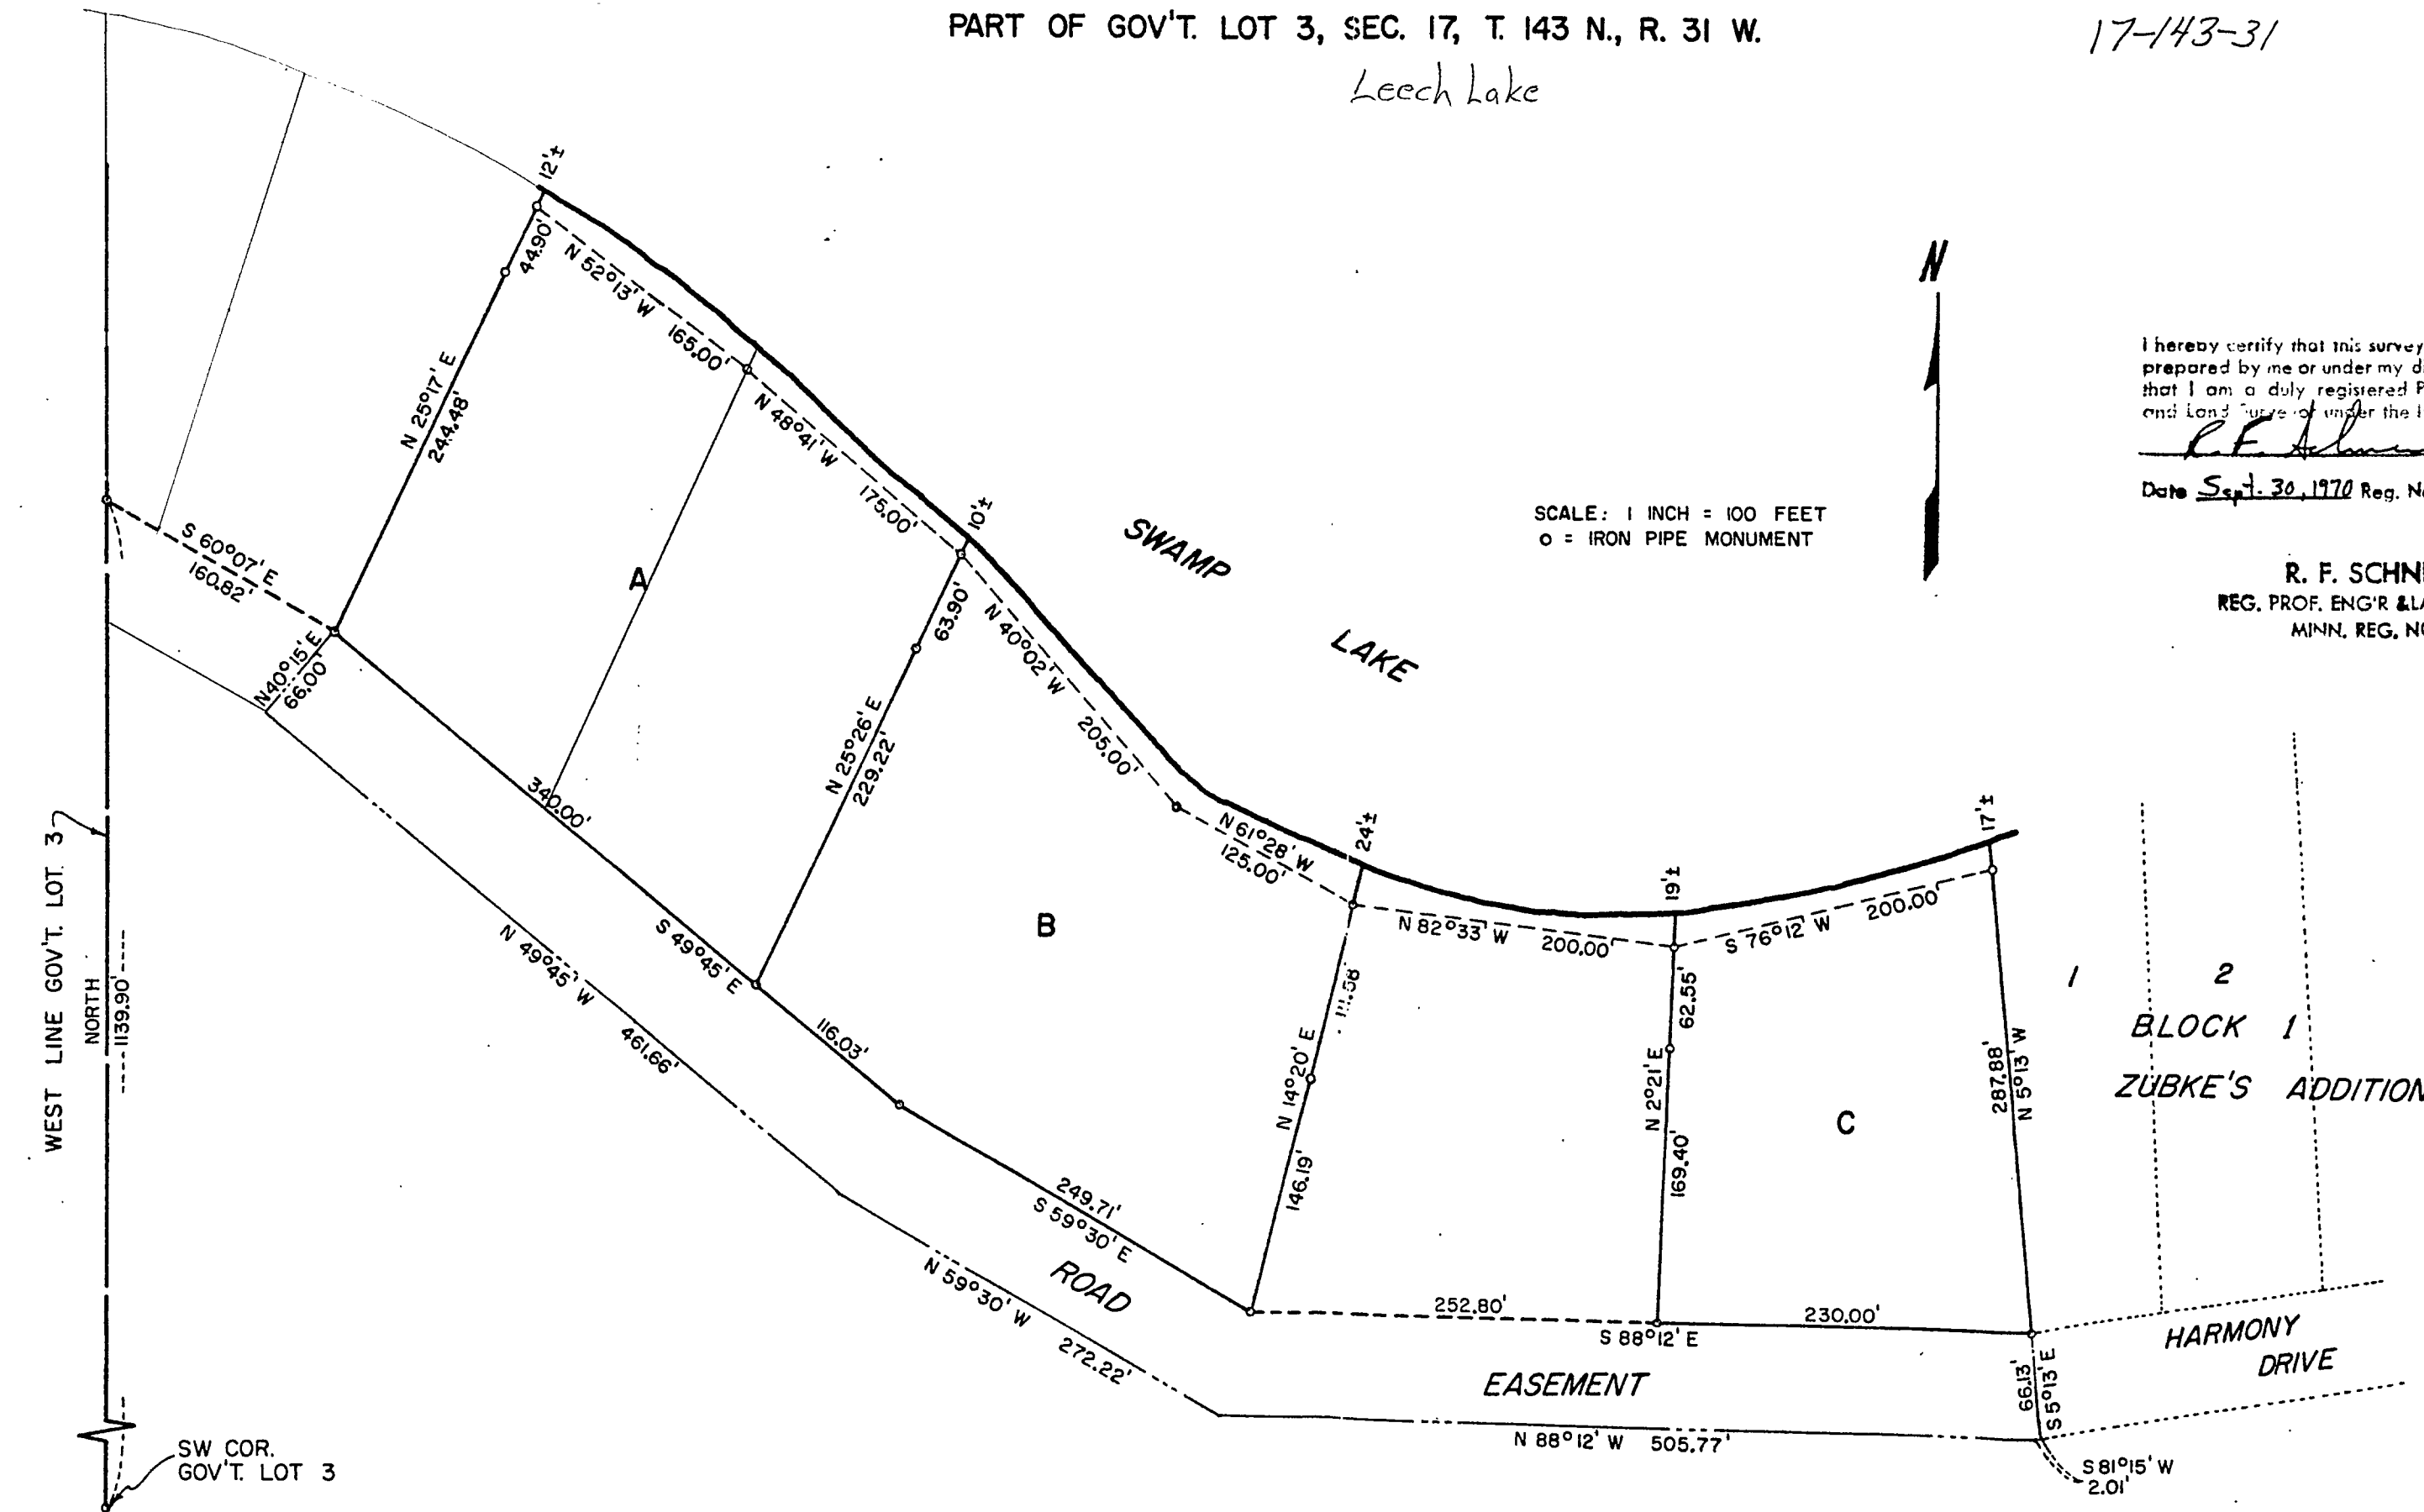 PART OF GOV'T. LOT 3, SEC. 17, T. 143 N., R. 31 W.
17-143-31
Leech Lake
12'±
44.90'
N 52°13' W 165.00'
N 25°17' E
244.48'
N 48°41' W 175.00'
10'±
S 60°07' E
160.82'
A
63.90'
N 40°02' W 205.00'
N 40°15' E
66.00'
N 25°26' E
229.22'
SWAMP
LAKE
N
SCALE: 1 INCH = 100 FEET
o = IRON PIPE MONUMENT
I hereby certify that this survey
prepared by me or under my d
that I am a duly registered P
and Land Surveyor under the l
R. F.
Date Sept. 30, 1970 Reg. N
R. F. SCHN
REG. PROF. ENG'R & LA
MINN. REG. N
340.00'
WEST LINE GOV'T. LOT 3
NORTH
1139.90'
N 61°28' W
125.00'
24'±
19'±
17'±
B
N 82°33' W 200.00'
S 76°12' W 200.00'
S 49°45' E
N 49°45' W 461.66'
116.03'
111.58'
N 14°20' E
146.19'
62.55'
N 2°21' E
169.40'
C
287.88'
N 5°13' W
1
2
BLOCK 1
ZUBKE'S ADDITION
249.71'
S 59°30' E
ROAD
N 59°30' W 272.22'
252.80'
230.00'
S 88°12' E
EASEMENT
N 88°12' W 505.77'
HARMONY
DRIVE
66.13'
S 5°13' E
S 81°15' W
2.01'
SW COR.
GOV'T. LOT 3